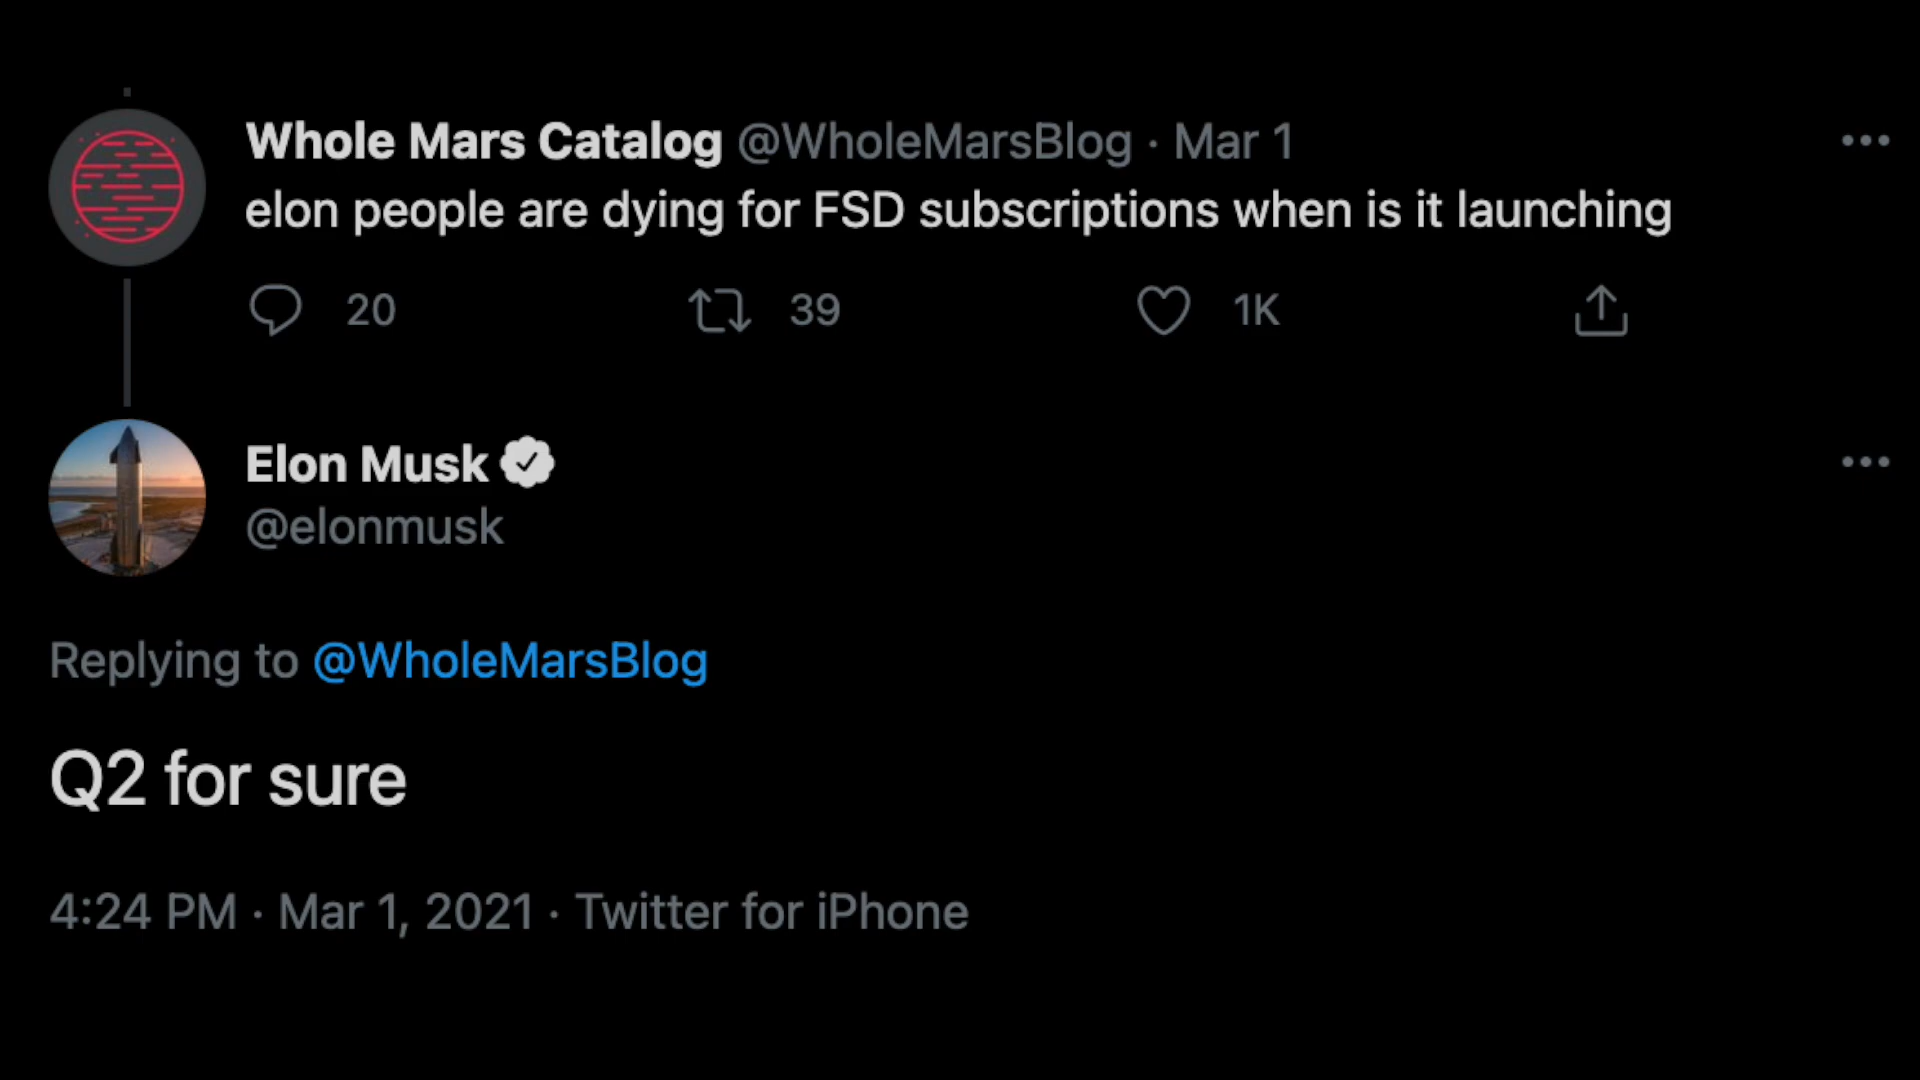 Whole Mars Catalog @WholeMarsBlog · Mar 1
elon people are dying for FSD subscriptions when is it launching
20 39 1K
Elon Musk
@elonmusk
Replying to @WholeMarsBlog
Q2 for sure
4:24 PM · Mar 1, 2021 · Twitter for iPhone